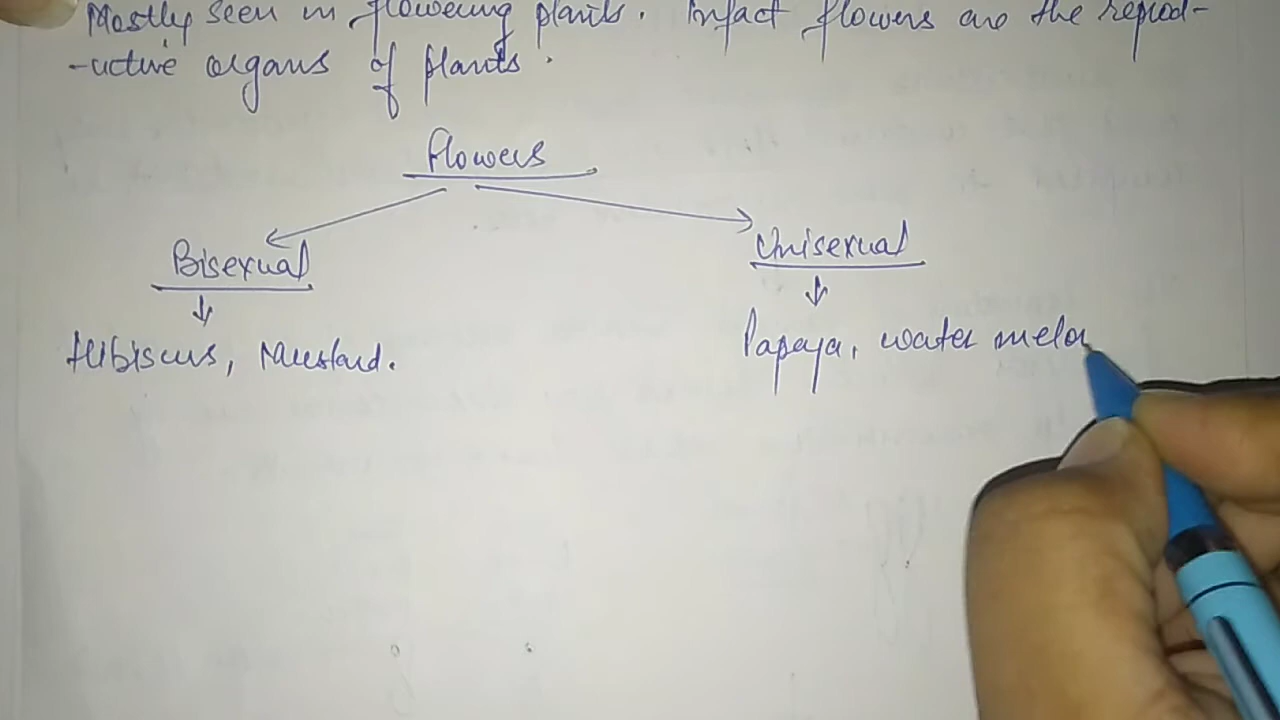 Mostly seen in flowering plants. Infact flowers are the reprod-
-uctive organs of plants.
flowers
Bisexual
Unisexual
Hibiscus, Mustard.
Papaya, water melon